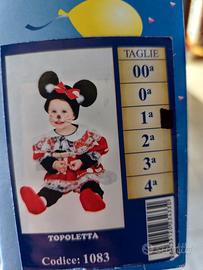 TAGLIE
00ª
0ª
1ª
2ª
3ª
4ª
TOPOLETTA
Codice: 1083